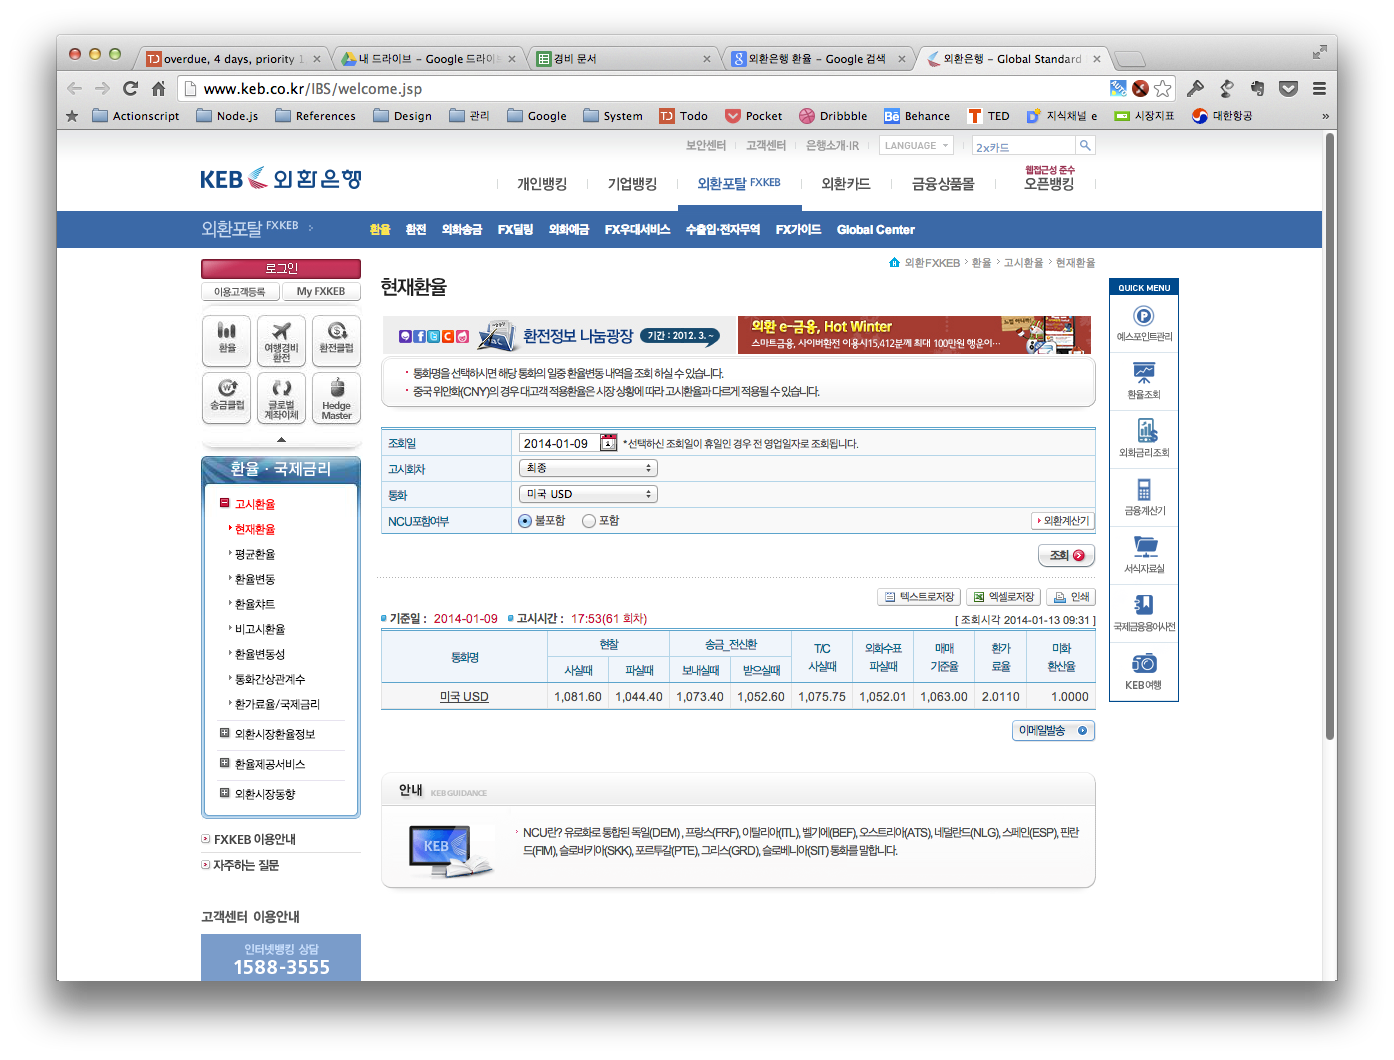 overdue, 4 days, priority 1
내 드라이브 – Google 드라이브
경비 문서
외환은행 환율 – Google 검색
외환은행 – Global Standard
www.keb.co.kr/IBS/welcome.jsp
Actionscript
Node.js
References
Design
관리
Google
System
Todo
Pocket
Dribbble
Behance
TED
지식채널 e
시장지표
대한항공
»
보안센터
고객센터
은행소개·IR
LANGUAGE
2x카드
KEB 외환은행
개인뱅킹
기업뱅킹
외환포탈 FXKEB
외환카드
금융상품몰
웹접근성 준수
오픈뱅킹
외환포탈 FXKEB
환율
환전
외화송금
FX딜링
외화예금
FX우대서비스
수출입·전자무역
FX가이드
Global Center
로그인
이용고객등록
My FXKEB
환율
여행경비
환전
환전클럽
송금클럽
글로벌
계좌이체
Hedge
Master
환율 · 국제금리
고시환율
현재환율
평균환율
환율변동
환율챠트
비고시환율
환율변동성
통화간상관계수
환가료율/국제금리
외환시장환율정보
환율제공서비스
외환시장동향
FXKEB 이용안내
자주하는 질문
고객센터 이용안내
인터넷뱅킹 상담
1588-3555
외환FXKEB > 환율 > 고시환율 > 현재환율
현재환율
환전정보 나눔광장
기간 : 2012. 3. ~
외환 e-금융, Hot Winter
스마트금융, 사이버환전 이용시15,412분께 최대 100만원 행운이…
· 통화명을 선택하시면 해당 통화의 일중 환율변동 내역을 조회 하실 수 있습니다.
· 중국 위안화(CNY)의 경우 대고객 적용환율은 시장 상황에 따라 고시환율과 다르게 적용될 수 있습니다.
조회일
2014-01-09
*선택하신 조회일이 휴일인 경우 전 영업일자로 조회됩니다.
고시회차
최종
통화
미국 USD
NCU포함여부
불포함
포함
외환계산기
조회
텍스트로저장
엑셀로저장
인쇄
기준일 : 2014-01-09
고시시간 : 17:53(61 회차)
[ 조회시각 2014-01-13 09:31 ]
통화명
현찰
송금_전신환
T/C
사실때
외화수표
파실때
매매
기준율
환가
료율
미화
환산율
사실때
파실때
보내실때
받으실때
미국 USD
1,081.60
1,044.40
1,073.40
1,052.60
1,075.75
1,052.01
1,063.00
2.0110
1.0000
이메일발송
안내 KEB GUIDANCE
KEB
NCU란? 유로화로 통합된 독일(DEM) , 프랑스(FRF), 이탈리아(ITL), 벨기에(BEF), 오스트리아(ATS), 네덜란드(NLG), 스페인(ESP), 핀란
드(FIM), 슬로바키아(SKK), 포르투갈(PTE), 그리스(GRD), 슬로베니아(SIT) 통화를 말합니다.
QUICK MENU
예스포인트관리
환율조회
외화금리조회
금융계산기
서식자료실
국제금융용어사전
KEB여행